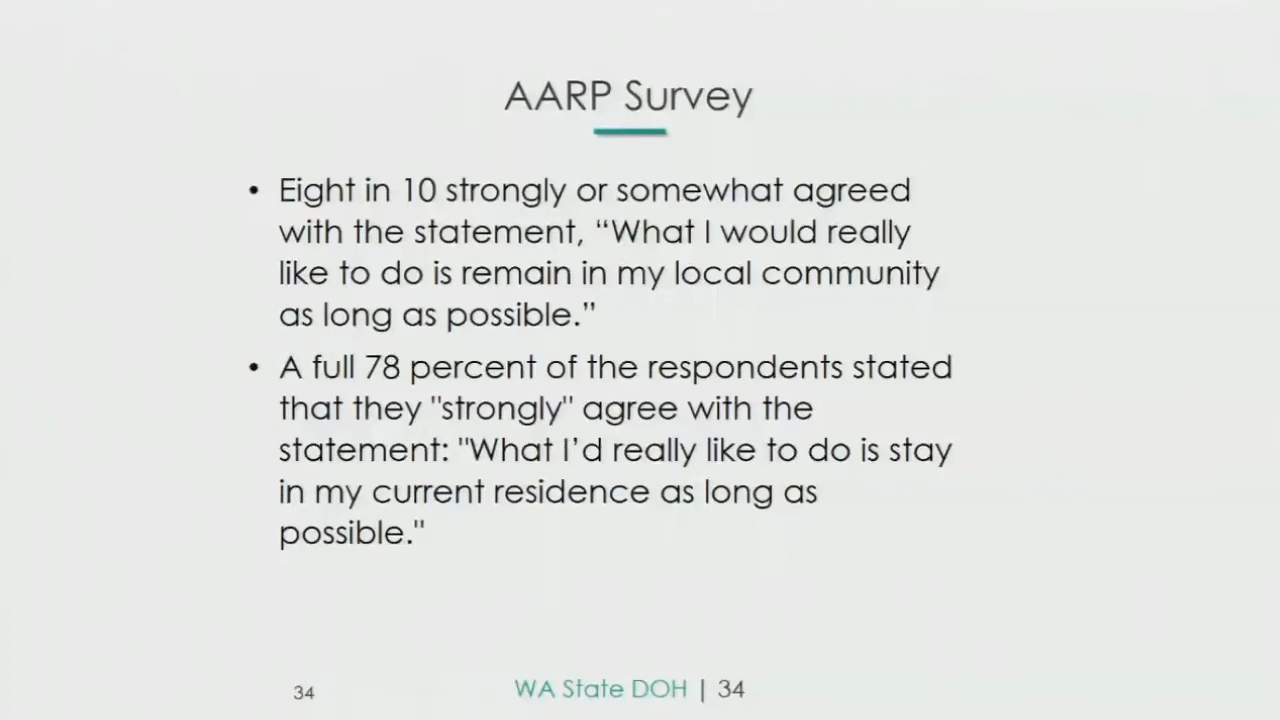 AARP Survey
• Eight in 10 strongly or somewhat agreed
with the statement, “What I would really
like to do is remain in my local community
as long as possible.”
• A full 78 percent of the respondents stated
that they "strongly" agree with the
statement: "What I’d really like to do is stay
in my current residence as long as
possible."
34
WA State DOH | 34